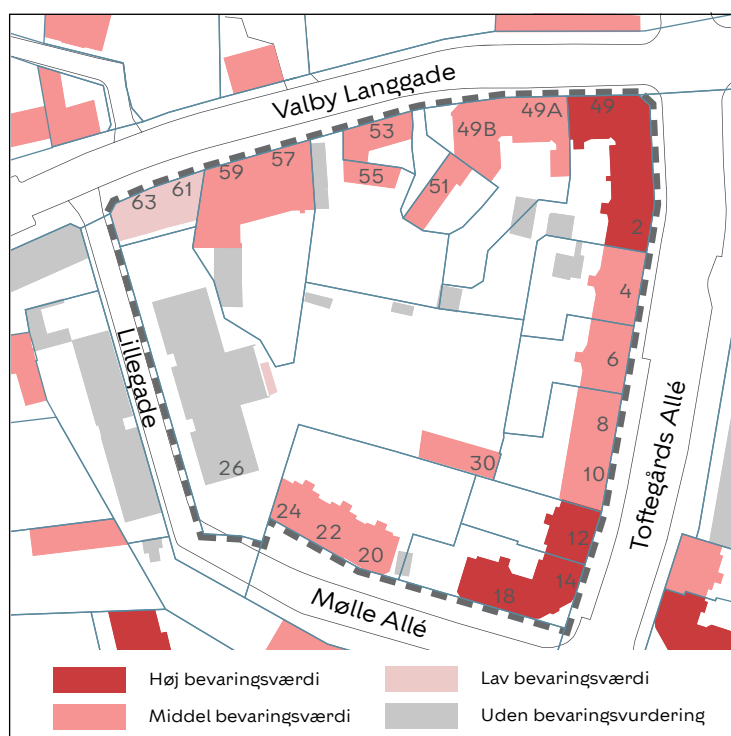 Valby Langgade
49
49A
53
49B
57
59
55
51
61
63
2
4
Lillegade
6
Toftegårds Allé
8
30
26
10
24
22
12
20
14
18
Mølle Allé
Høj bevaringsværdi
Lav bevaringsværdi
Middel bevaringsværdi
Uden bevaringsvurdering